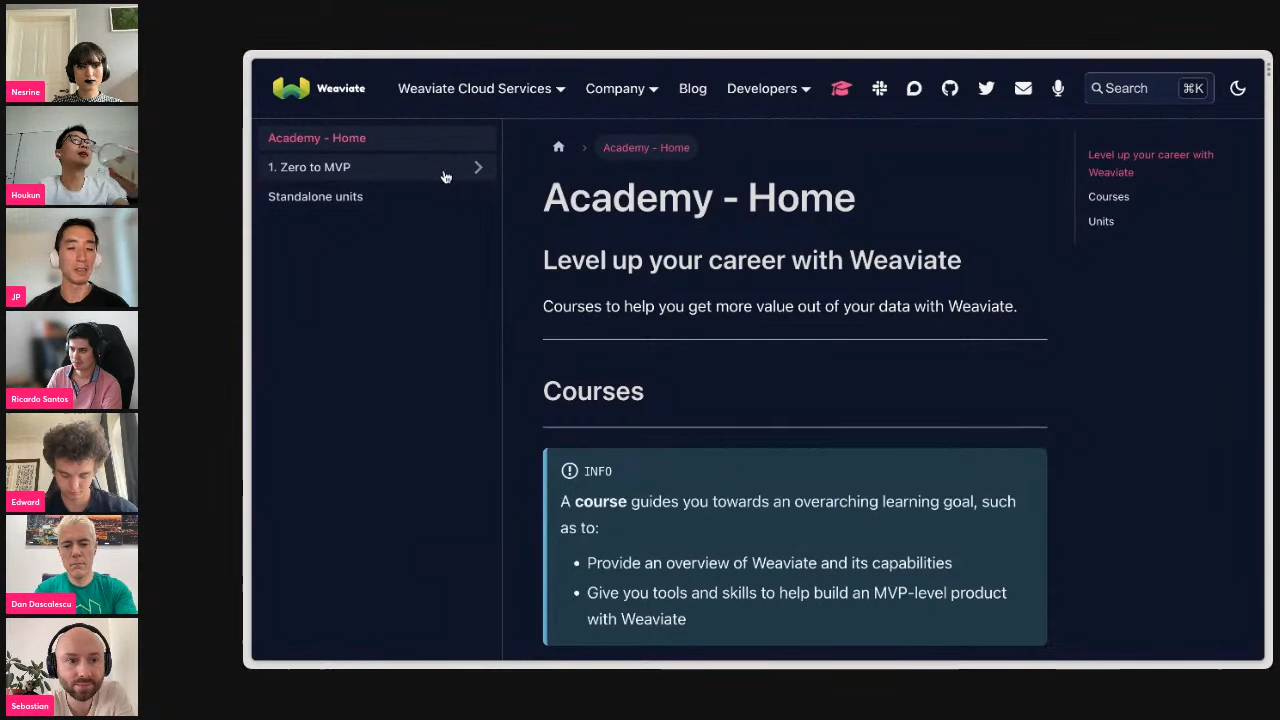 Nesrine
Houkun
JP
Ricardo Santos
Edward
Dan Dascalescu
Sebastian
Weaviate
Weaviate Cloud Services
Company
Blog
Developers
Search
⌘K
Academy - Home
1. Zero to MVP
Standalone units
Academy - Home
Academy - Home
Level up your career with Weaviate
Courses to help you get more value out of your data with Weaviate.
Courses
INFO
A course guides you towards an overarching learning goal, such
as to:
• Provide an overview of Weaviate and its capabilities
• Give you tools and skills to help build an MVP-level product
with Weaviate
Level up your career with
Weaviate
Courses
Units